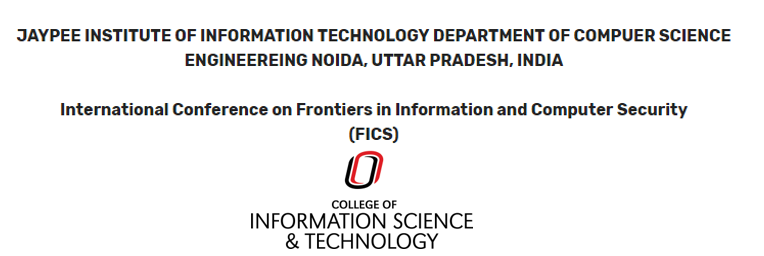 JAYPEE INSTITUTE OF INFORMATION TECHNOLOGY DEPARTMENT OF COMPUER SCIENCE
ENGINEEREING NOIDA, UTTAR PRADESH, INDIA
International Conference on Frontiers in Information and Computer Security
(FICS)
COLLEGE OF
INFORMATION SCIENCE
& TECHNOLOGY